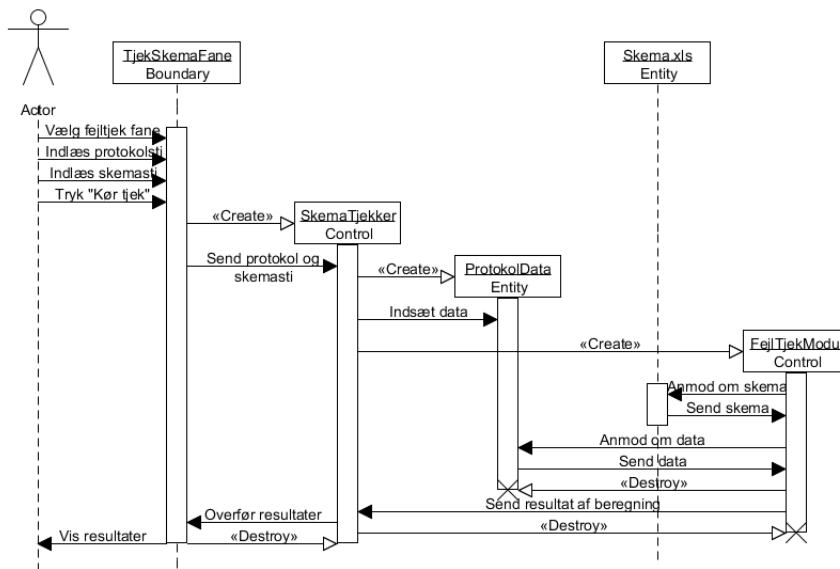 TjekSkemaFane
Boundary
Skema.xls
Entity
Actor
Vælg fejltjek fane
Indlæs protokolsti
Indlæs skemasti
Tryk "Kør tjek"
«Create»
SkemaTjekker
Control
Send protokol og
skemasti
«Create»
ProtokolData
Entity
Indsæt data
«Create»
FejlTjekModu
Control
Anmod om skema
Send skema
Anmod om data
Send data
«Destroy»
Send resultat af beregning
Overfør resultater
«Destroy»
Vis resultater
«Destroy»